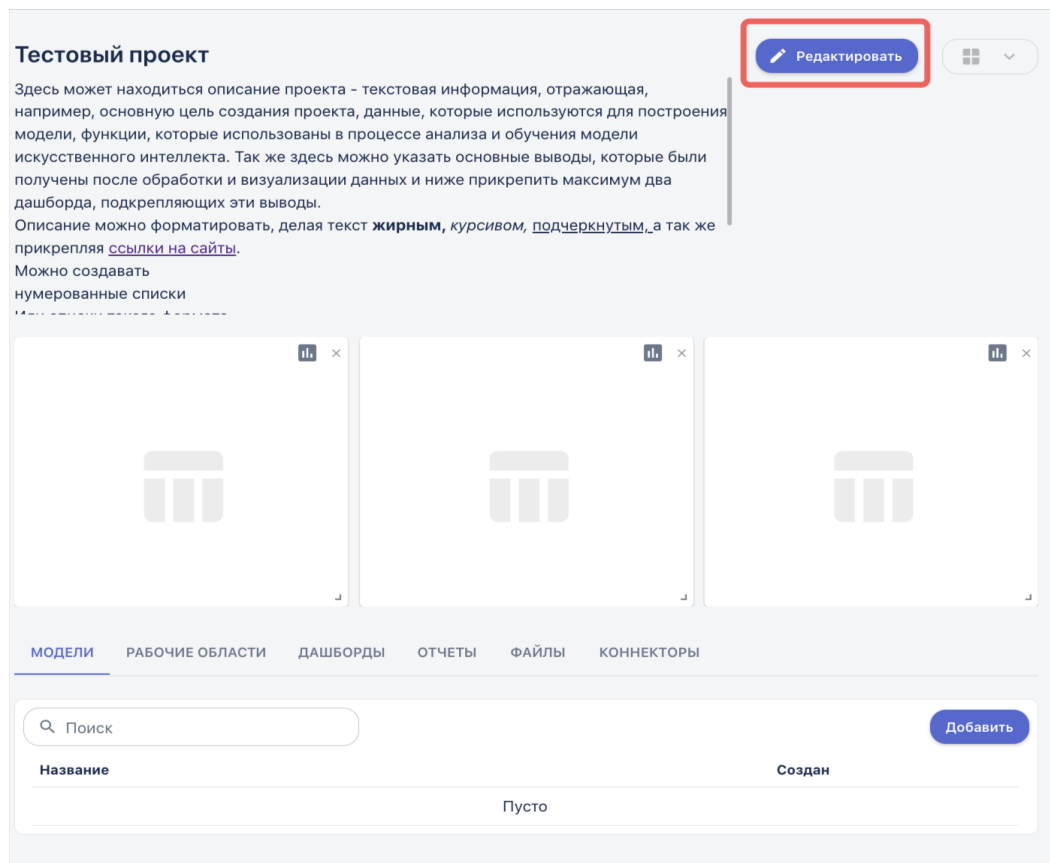 Тестовый проект
Редактировать
Здесь может находиться описание проекта - текстовая информация, отражающая,
например, основную цель создания проекта, данные, которые используются для построения
модели, функции, которые использованы в процессе анализа и обучения модели
искусственного интеллекта. Так же здесь можно указать основные выводы, которые были
получены после обработки и визуализации данных и ниже прикрепить максимум два
дашборда, подкрепляющих эти выводы.
Описание можно форматировать, делая текст жирным, курсивом, подчеркнутым, а так же
прикрепляя ссылки на сайты.
Можно создавать
нумерованные списки
МОДЕЛИ РАБОЧИЕ ОБЛАСТИ ДАШБОРДЫ ОТЧЕТЫ ФАЙЛЫ КОННЕКТОРЫ
Поиск
Добавить
Название Создан
Пусто